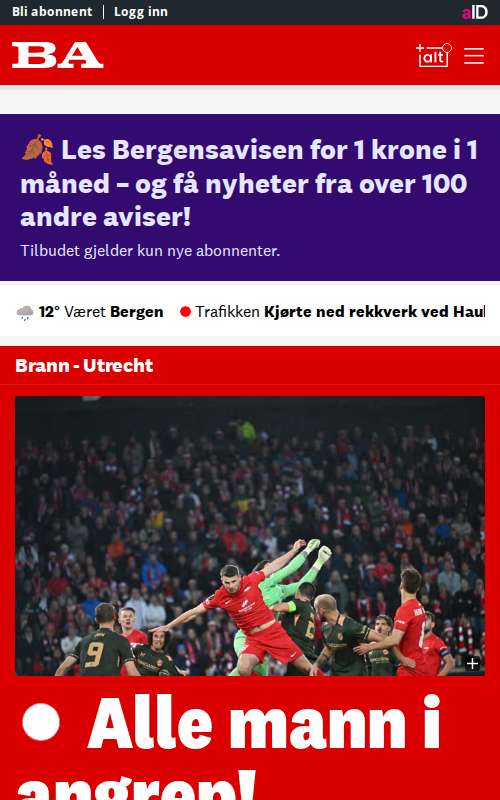 Bli abonnent
Logg inn
aID
BA
+alt
🍂 Les Bergensavisen for 1 krone i 1
måned – og få nyheter fra over 100
andre aviser!
Tilbudet gjelder kun nye abonnenter.
12° Været Bergen
Trafikken Kjørte ned rekkverk ved Haul
Brann - Utrecht
9
Alle mann i
angrep!